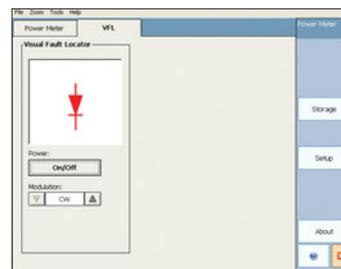 File Zoom Tools Help
Power Meter VFL
Power Meter
Visual Fault Locator
Power:
On/Off
Modulation:
CW
Storage
Setup
About